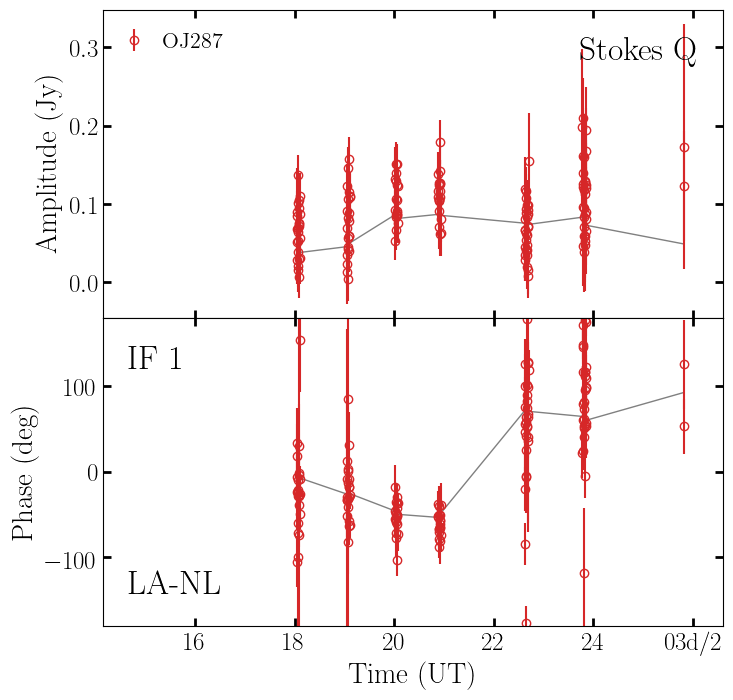 OJ287
Stokes Q
Amplitude (Jy)
0.3
0.2
0.1
0.0
IF 1
LA-NL
Phase (deg)
100
0
−100
16
18
20
22
24
03d/2
Time (UT)